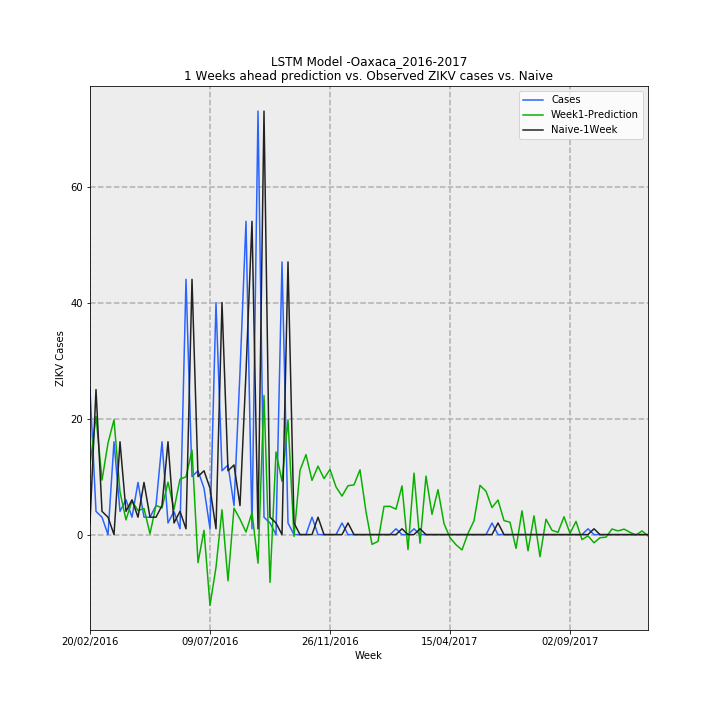 LSTM Model -Oaxaca_2016-2017
1 Weeks ahead prediction vs. Observed ZIKV cases vs. Naive
Cases
Week1-Prediction
Naive-1Week
60
40
20
0
ZIKV Cases
20/02/2016 09/07/2016 26/11/2016 15/04/2017 02/09/2017
Week